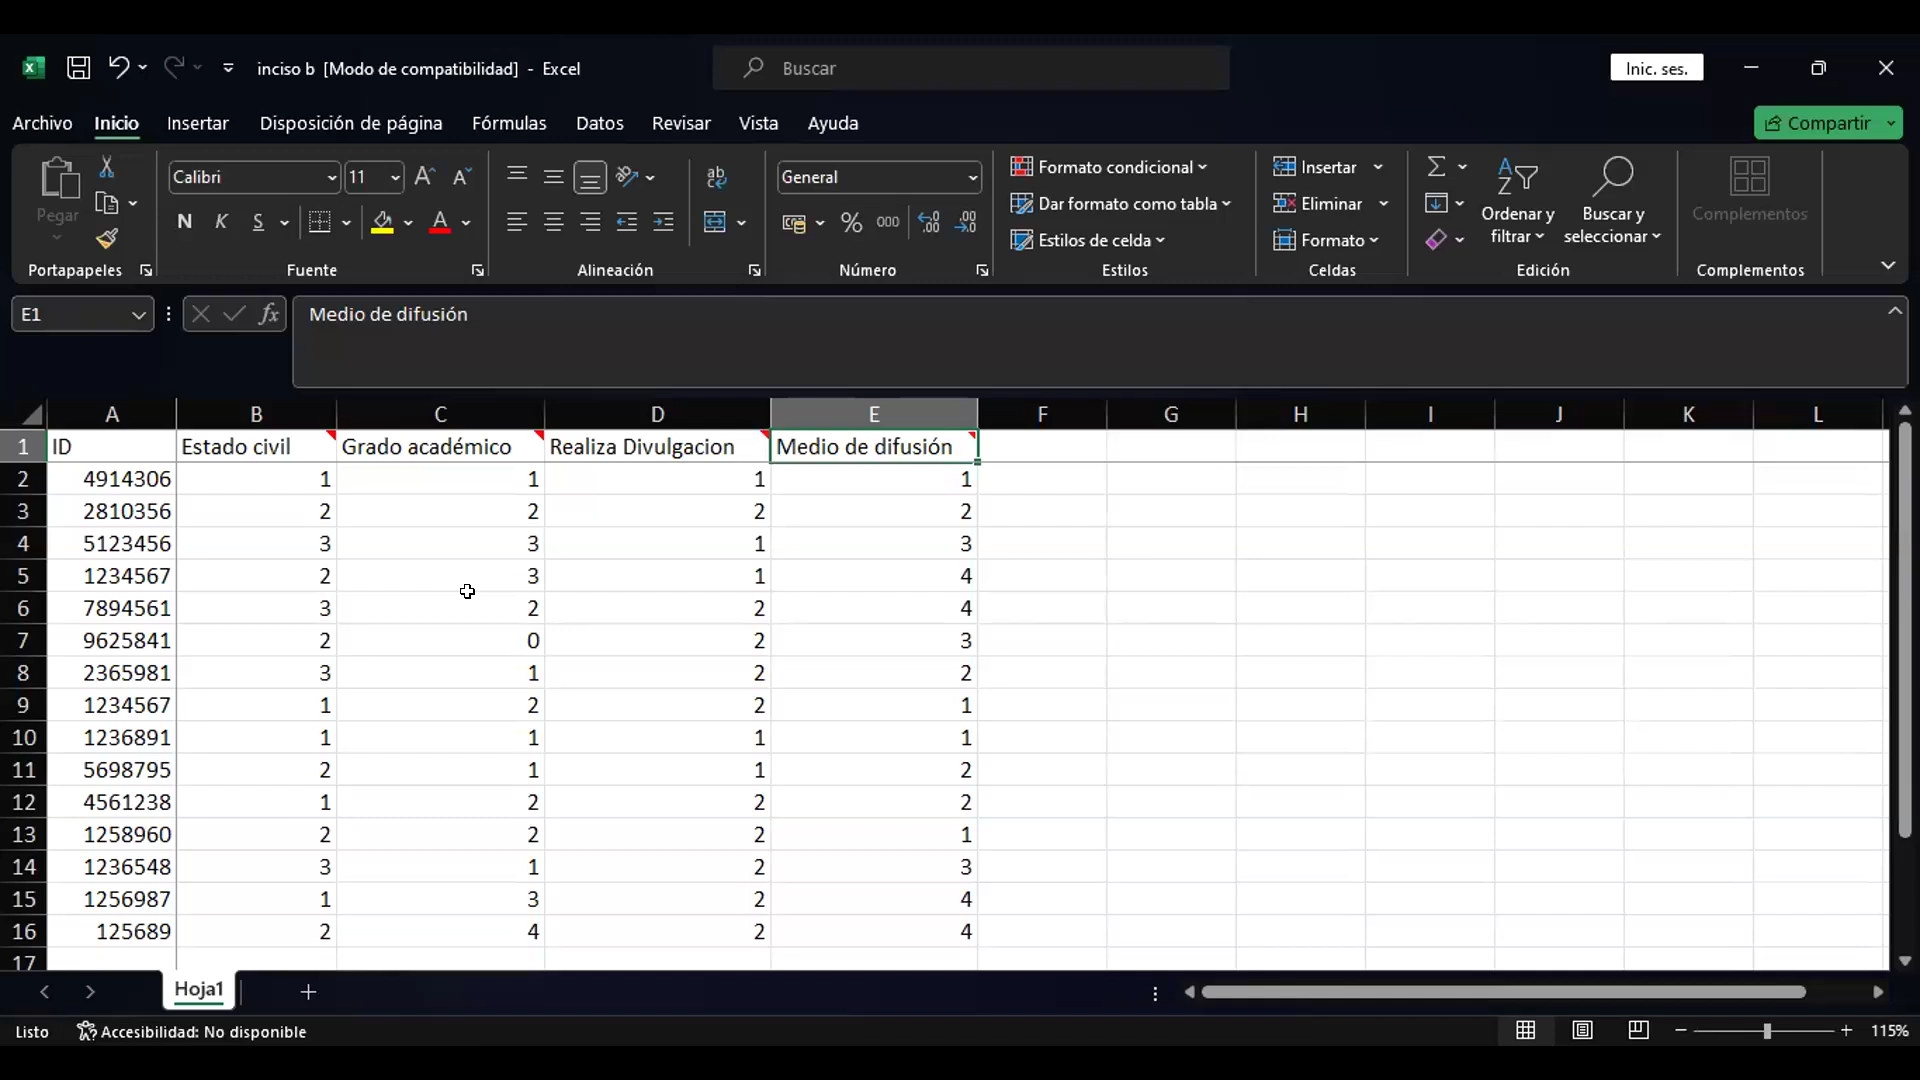 inciso b [Modo de compatibilidad] - Excel
Buscar
Inic. ses.
Archivo Inicio Insertar Disposición de página Fórmulas Datos Revisar Vista Ayuda
Compartir
Pegar
Portapapeles
Calibri 11
N K S
Fuente
Alineación
General
% 000
Número
Formato condicional
Dar formato como tabla
Estilos de celda
Estilos
Insertar
Eliminar
Formato
Celdas
Ordenar y filtrar
Buscar y seleccionar
Edición
Complementos
Complementos
E1
fx
Medio de difusión
A B C D E F G H I J K L
1 ID Estado civil Grado académico Realiza Divulgacion Medio de difusión
2 4914306 1 1 1 1
3 2810356 2 2 2 2
4 5123456 3 3 1 3
5 1234567 2 3 1 4
6 7894561 3 2 2 4
7 9625841 2 0 2 3
8 2365981 3 1 2 2
9 1234567 1 2 2 1
10 1236891 1 1 1 1
11 5698795 2 1 1 2
12 4561238 1 2 2 2
13 1258960 2 2 2 1
14 1236548 3 1 2 3
15 1256987 1 3 2 4
16 125689 2 4 2 4
17
Hoja1
Listo
Accesibilidad: No disponible
115%